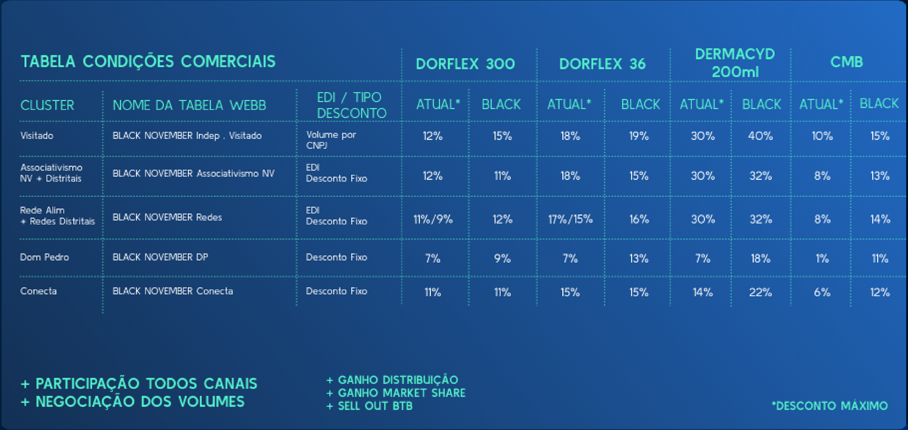 TABELA CONDIÇÕES COMERCIAIS DORFLEX 300 DORFLEX 36 DERMACYD 200ml CMB
CLUSTER NOME DA TABELA WEBB EDI / TIPO DESCONTO ATUAL* BLACK ATUAL* BLACK ATUAL* BLACK ATUAL* BLACK
Visitado BLACK NOVEMBER Indep . Visitado Volume por CNPJ 12% 15% 18% 19% 30% 40% 10% 15%
Associativismo NV + Distritais BLACK NOVEMBER Associativismo NV EDI Desconto Fixo 12% 11% 18% 15% 30% 32% 8% 13%
Rede Alim + Redes Distritais BLACK NOVEMBER Redes EDI Desconto Fixo 11%/9% 12% 17%/15% 16% 30% 32% 8% 14%
Dom Pedro BLACK NOVEMBER DP Desconto Fixo 7% 9% 7% 13% 7% 18% 1% 11%
Conecta BLACK NOVEMBER Conecta Desconto Fixo 11% 11% 15% 15% 14% 22% 6% 12%
+ PARTICIPAÇÃO TODOS CANAIS
+ NEGOCIAÇÃO DOS VOLUMES
+ GANHO DISTRIBUIÇÃO
+ GANHO MARKET SHARE
+ SELL OUT BTB
*DESCONTO MÁXIMO